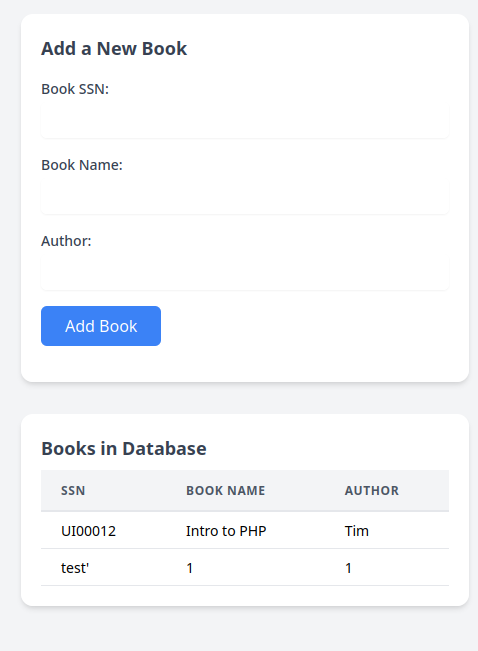 Add a New Book
Book SSN:
Book Name:
Author:
Add Book
Books in Database
SSN BOOK NAME AUTHOR
UI00012 Intro to PHP Tim
test' 1 1